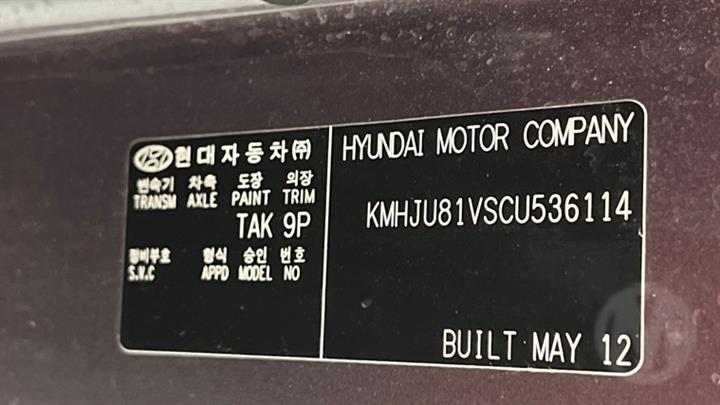 현대자동차㈜
변속기 차축 도장 의장
TRANSM AXLE PAINT TRIM
TAK 9P
정비부호 형식 승인 번호
S.V.C APPD MODEL NO
HYUNDAI MOTOR COMPANY
KMHJU81VSCU536114
BUILT MAY 12